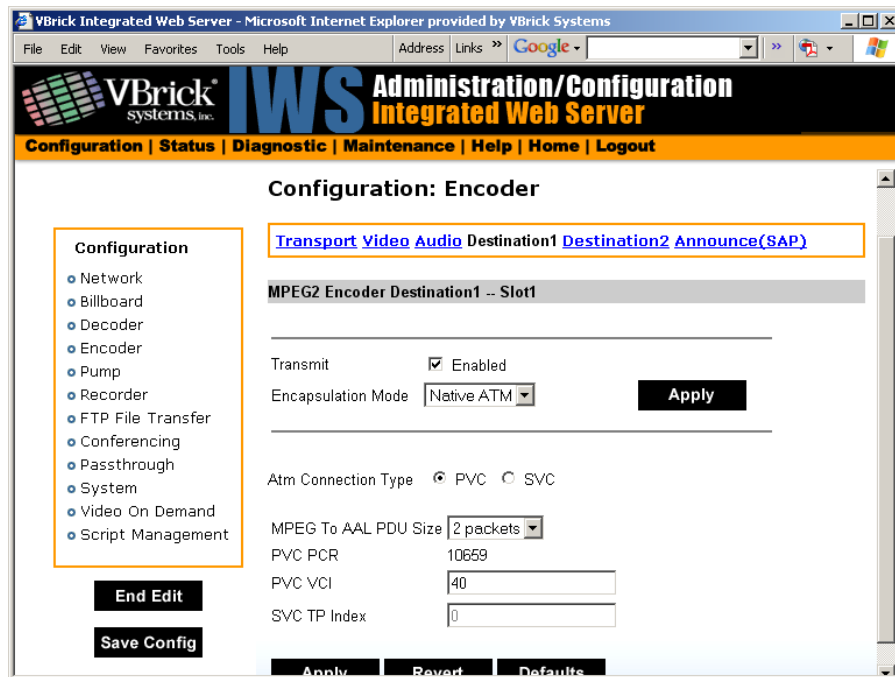 VBrick Integrated Web Server - Microsoft Internet Explorer provided by VBrick Systems
File Edit View Favorites Tools Help Address Links » Google »
VBrick systems, inc. IWS Administration/Configuration
Integrated Web Server
Configuration | Status | Diagnostic | Maintenance | Help | Home | Logout
Configuration: Encoder
Transport Video Audio Destination1 Destination2 Announce(SAP)
Configuration
Network
Billboard
Decoder
Encoder
Pump
Recorder
FTP File Transfer
Conferencing
Passthrough
System
Video On Demand
Script Management
End Edit
Save Config
MPEG2 Encoder Destination1 -- Slot1
Transmit Enabled
Encapsulation Mode Native ATM Apply
Atm Connection Type PVC SVC
MPEG To AAL PDU Size 2 packets
PVC PCR 10659
PVC VCI 40
SVC TP Index 0
Apply Revert Defaults